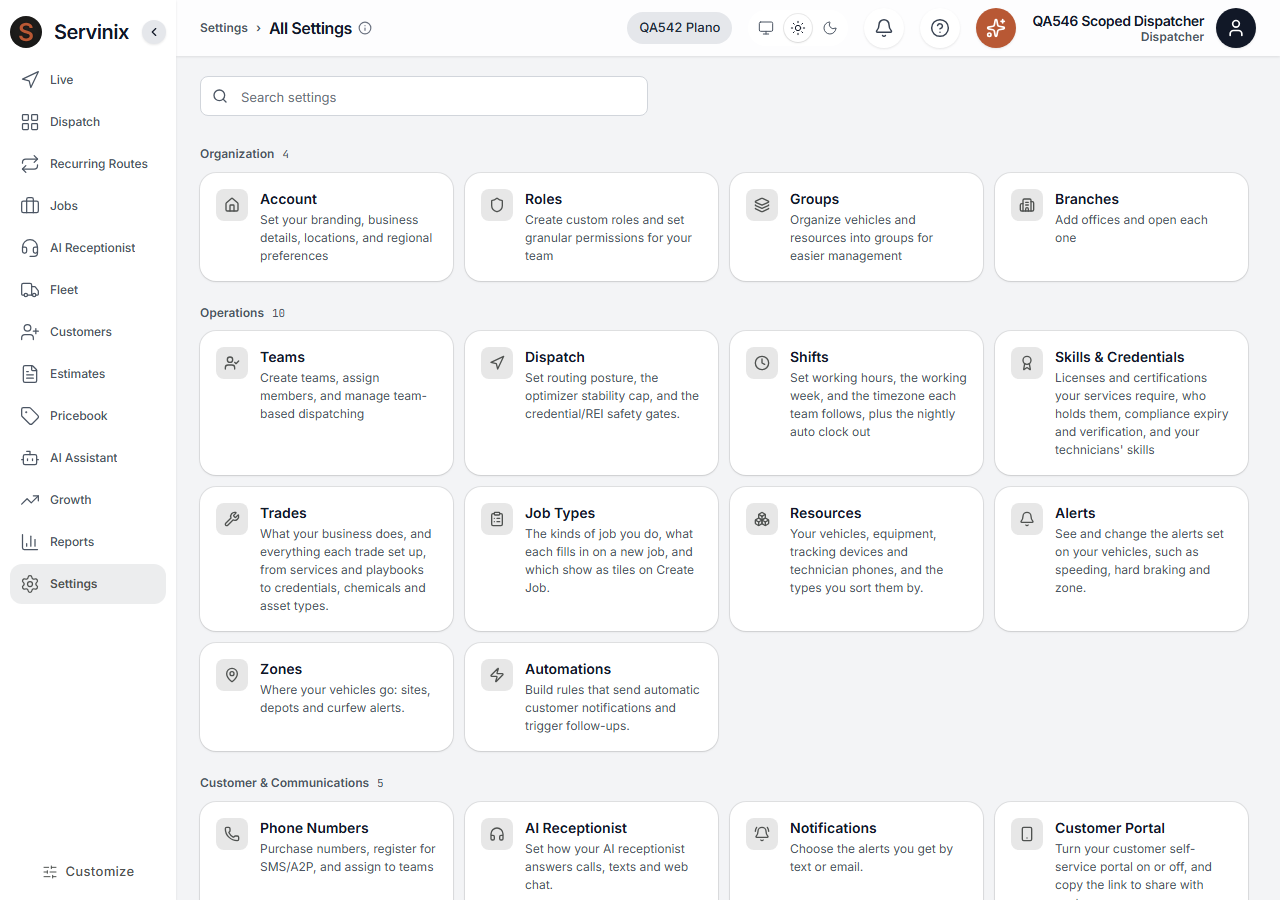 Servinix
Settings › All Settings
QA542 Plano
QA546 Scoped Dispatcher
Dispatcher
Live
Dispatch
Recurring Routes
Jobs
AI Receptionist
Fleet
Customers
Estimates
Pricebook
AI Assistant
Growth
Reports
Settings
Customize
Search settings
Organization 4
Account
Set your branding, business
details, locations, and regional
preferences
Roles
Create custom roles and set
granular permissions for your
team
Groups
Organize vehicles and
resources into groups for
easier management
Branches
Add offices and open each
one
Operations 10
Teams
Create teams, assign
members, and manage team-
based dispatching
Dispatch
Set routing posture, the
optimizer stability cap, and the
credential/REI safety gates.
Shifts
Set working hours, the working
week, and the timezone each
team follows, plus the nightly
auto clock out
Skills & Credentials
Licenses and certifications
your services require, who
holds them, compliance expiry
and verification, and your
technicians' skills
Trades
What your business does, and
everything each trade set up,
from services and playbooks
to credentials, chemicals and
asset types.
Job Types
The kinds of job you do, what
each fills in on a new job, and
which show as tiles on Create
Job.
Resources
Your vehicles, equipment,
tracking devices and
technician phones, and the
types you sort them by.
Alerts
See and change the alerts set
on your vehicles, such as
speeding, hard braking and
zone.
Zones
Where your vehicles go: sites,
depots and curfew alerts.
Automations
Build rules that send automatic
customer notifications and
trigger follow-ups.
Customer & Communications 5
Phone Numbers
Purchase numbers, register for
SMS/A2P, and assign to teams
AI Receptionist
Set how your AI receptionist
answers calls, texts and web
chat.
Notifications
Choose the alerts you get by
text or email.
Customer Portal
Turn your customer self-
service portal on or off, and
copy the link to share with